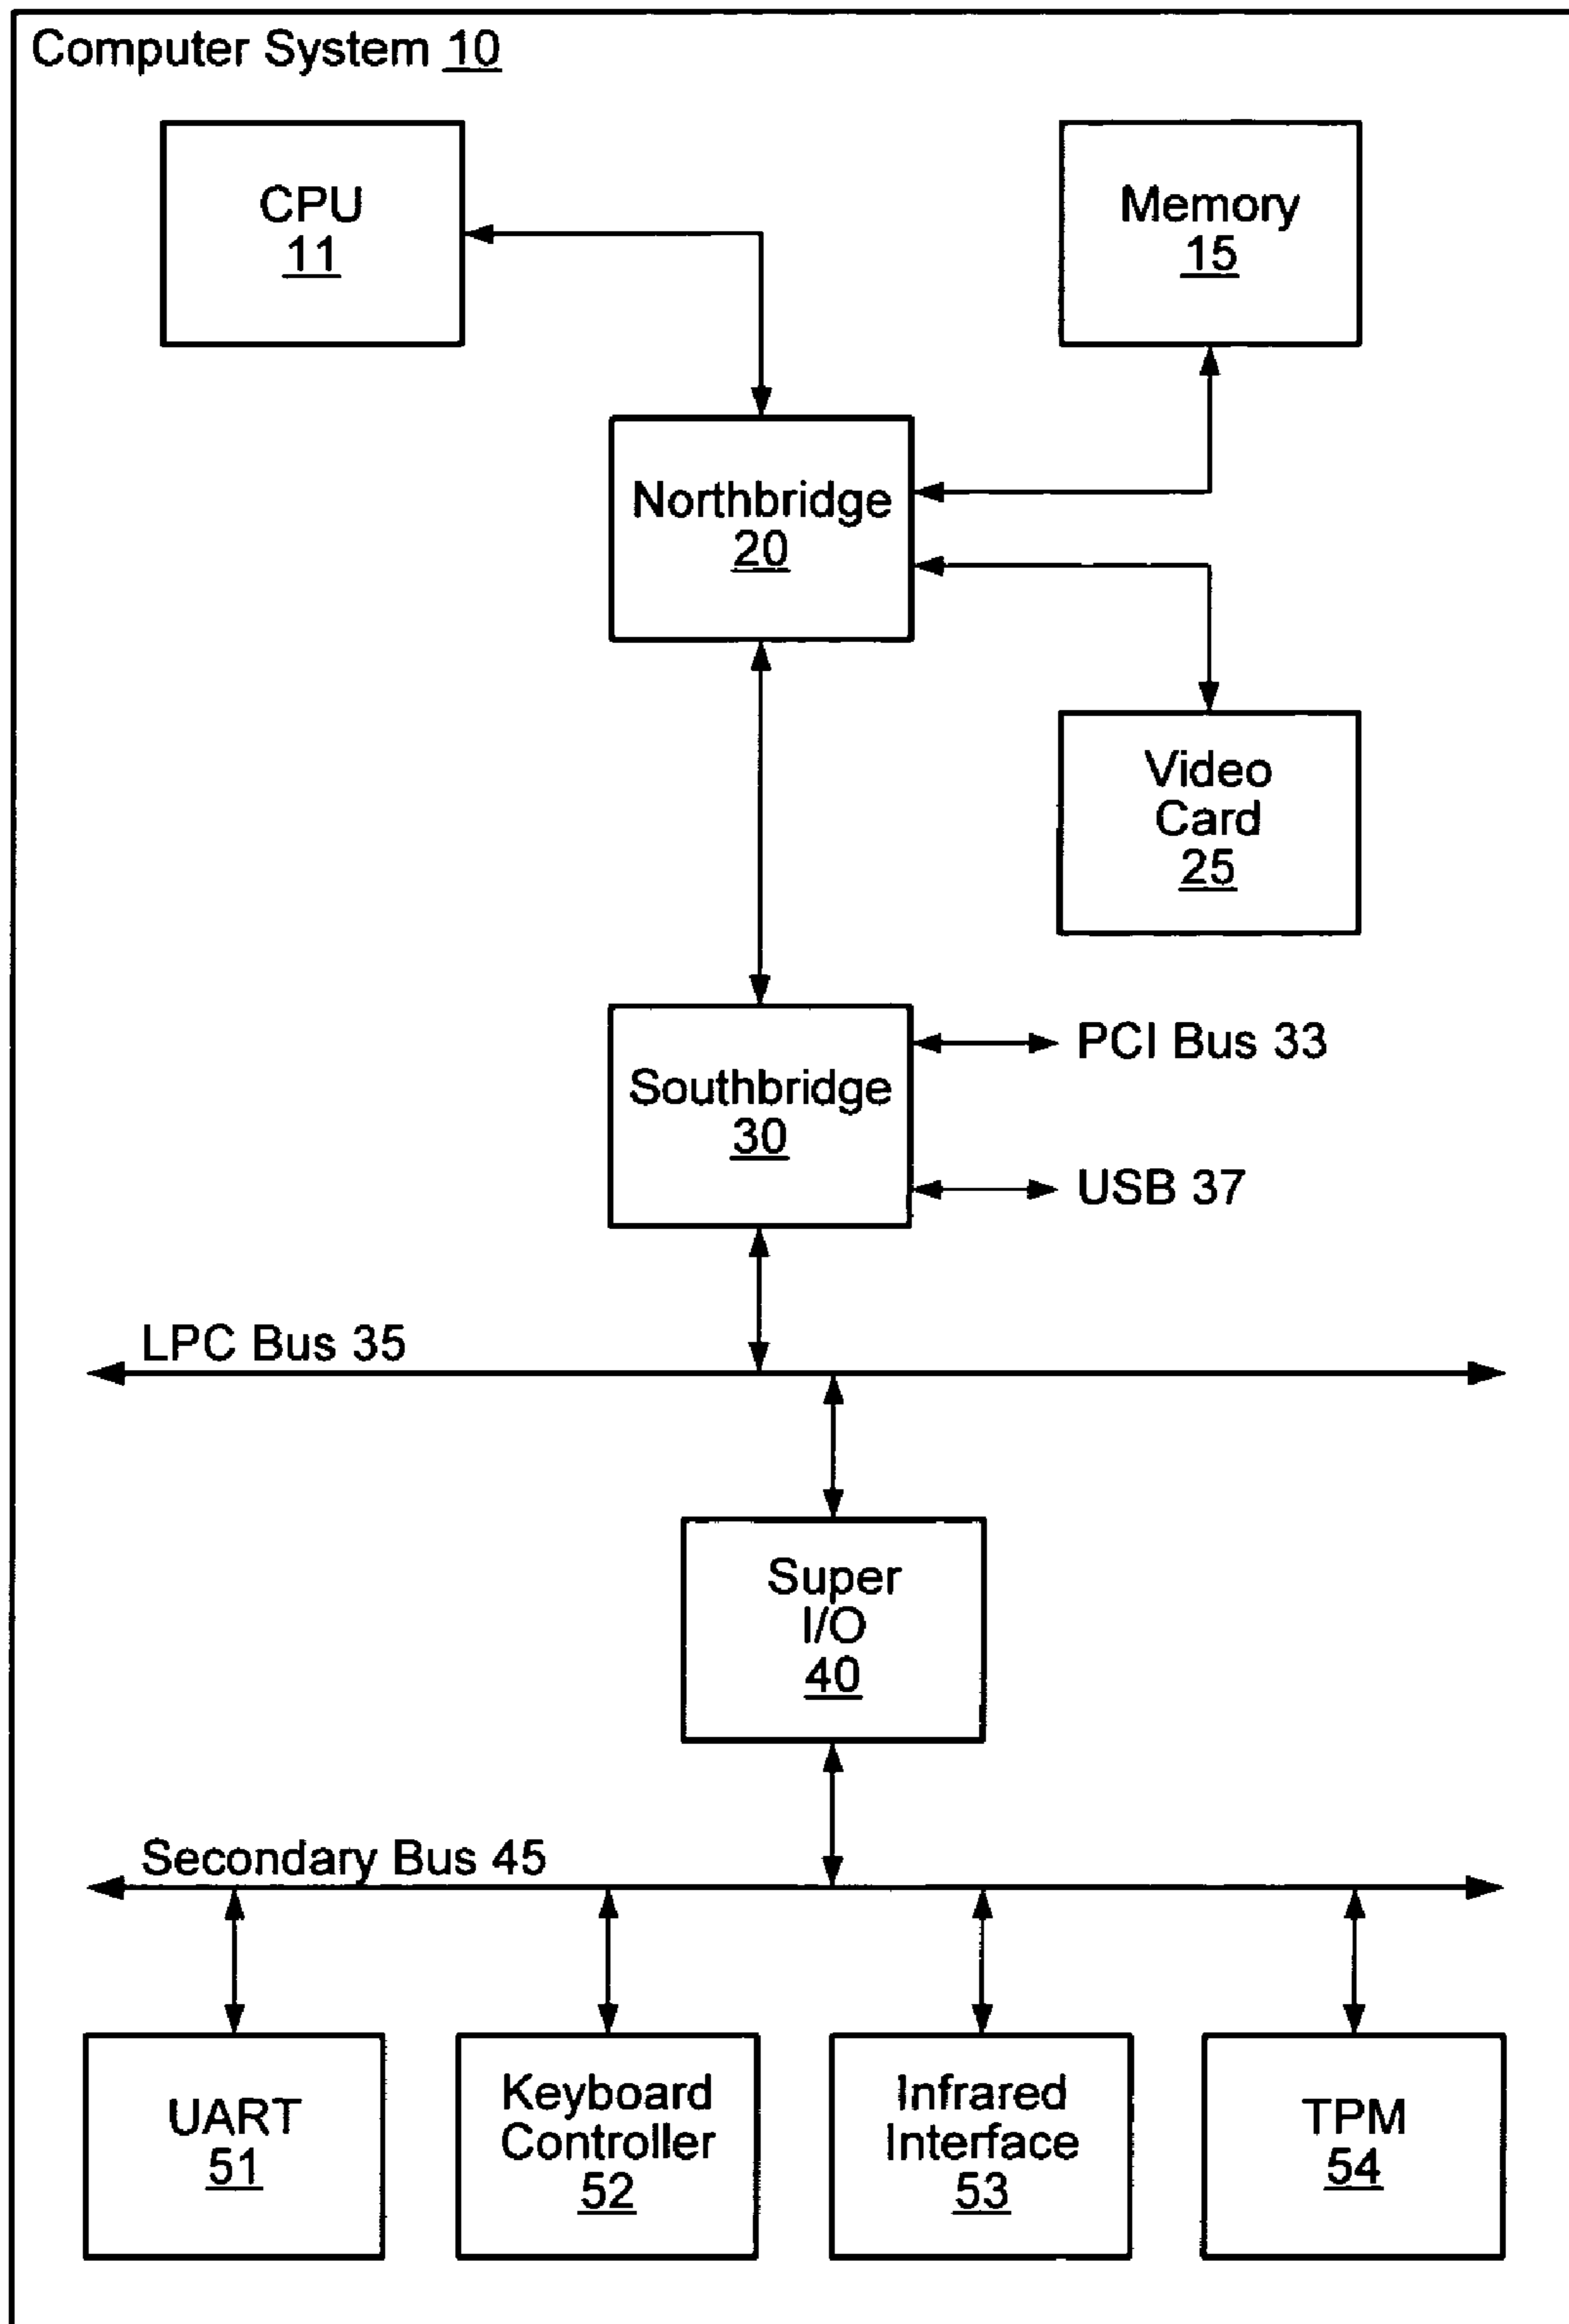 Computer System 10
CPU
11
Memory
15
Northbridge
20
Video
Card
25
Southbridge
30
PCI Bus 33
USB 37
LPC Bus 35
Super
I/O
40
Secondary Bus 45
UART
51
Keyboard
Controller
52
Infrared
Interface
53
TPM
54